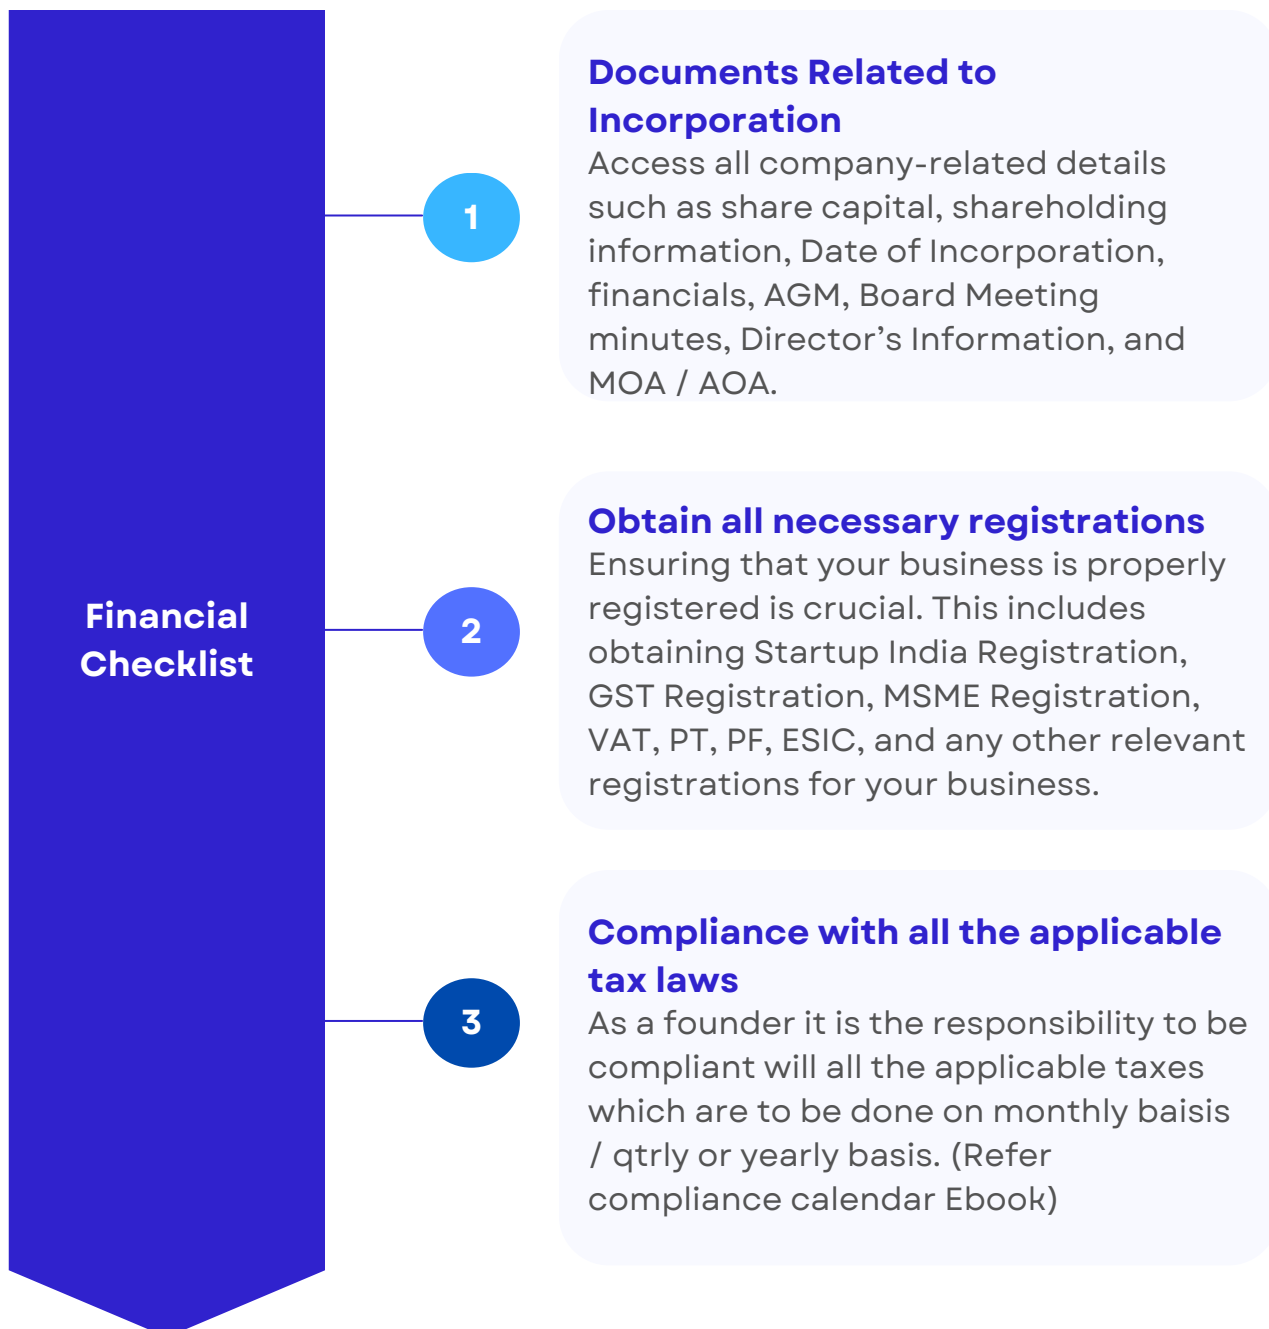 Financial
Checklist
1
Documents Related to
Incorporation
Access all company-related details
such as share capital, shareholding
information, Date of Incorporation,
financials, AGM, Board Meeting
minutes, Director’s Information, and
MOA / AOA.
2
Obtain all necessary registrations
Ensuring that your business is properly
registered is crucial. This includes
obtaining Startup India Registration,
GST Registration, MSME Registration,
VAT, PT, PF, ESIC, and any other relevant
registrations for your business.
3
Compliance with all the applicable
tax laws
As a founder it is the responsibility to be
compliant will all the applicable taxes
which are to be done on monthly baisis
/ qtrly or yearly basis. (Refer
compliance calendar Ebook)